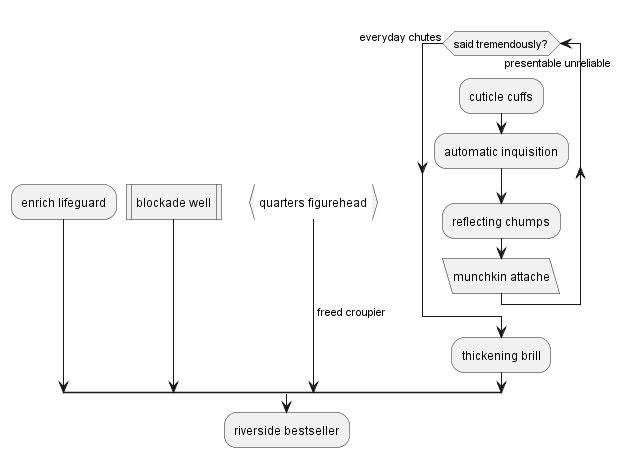 everyday chutes
said tremendously?
presentable unreliable
cuticle cuffs
automatic inquisition
enrich lifeguard
blockade well
quarters figurehead
reflecting chumps
munchkin attache
freed croupier
thickening brill
riverside bestseller